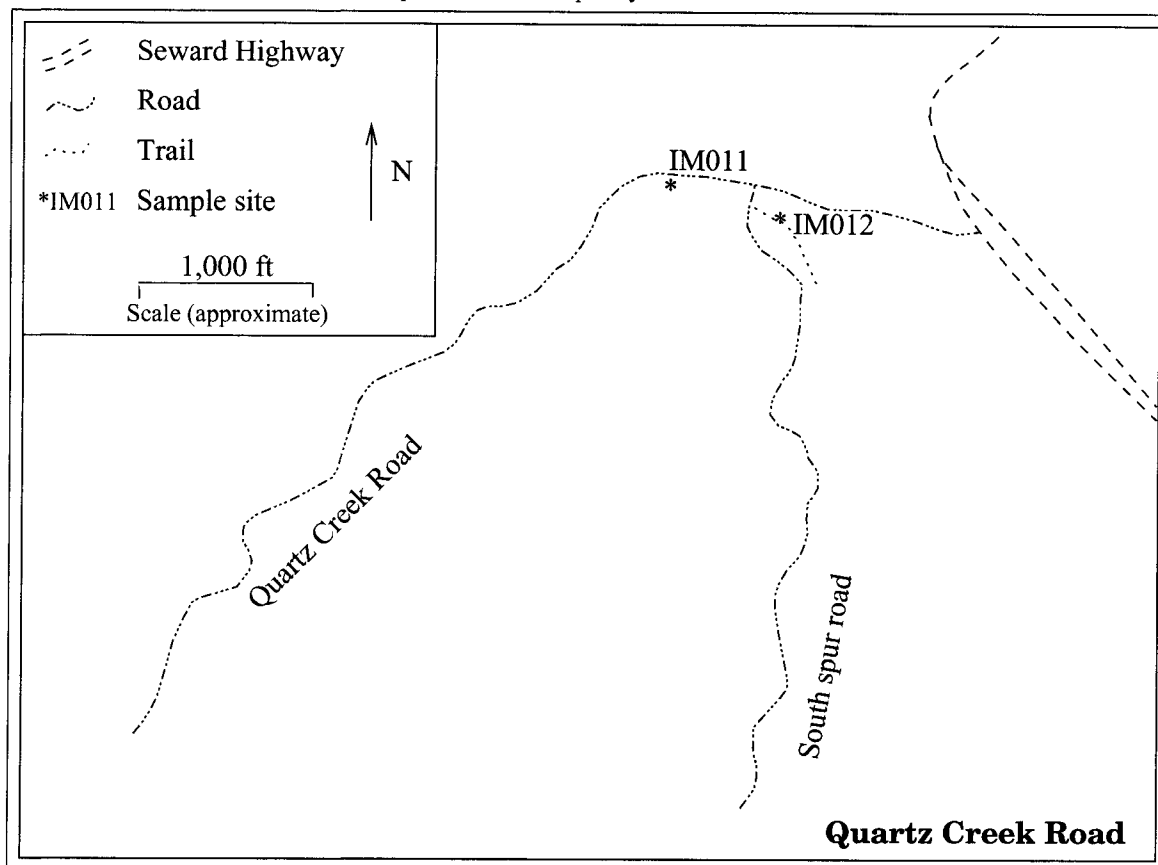 Seward Highway
Road
Trail
*IM011 Sample site
N
1,000 ft
Scale (approximate)
IM011
*
* IM012
Quartz Creek Road
South spur road
Quartz Creek Road